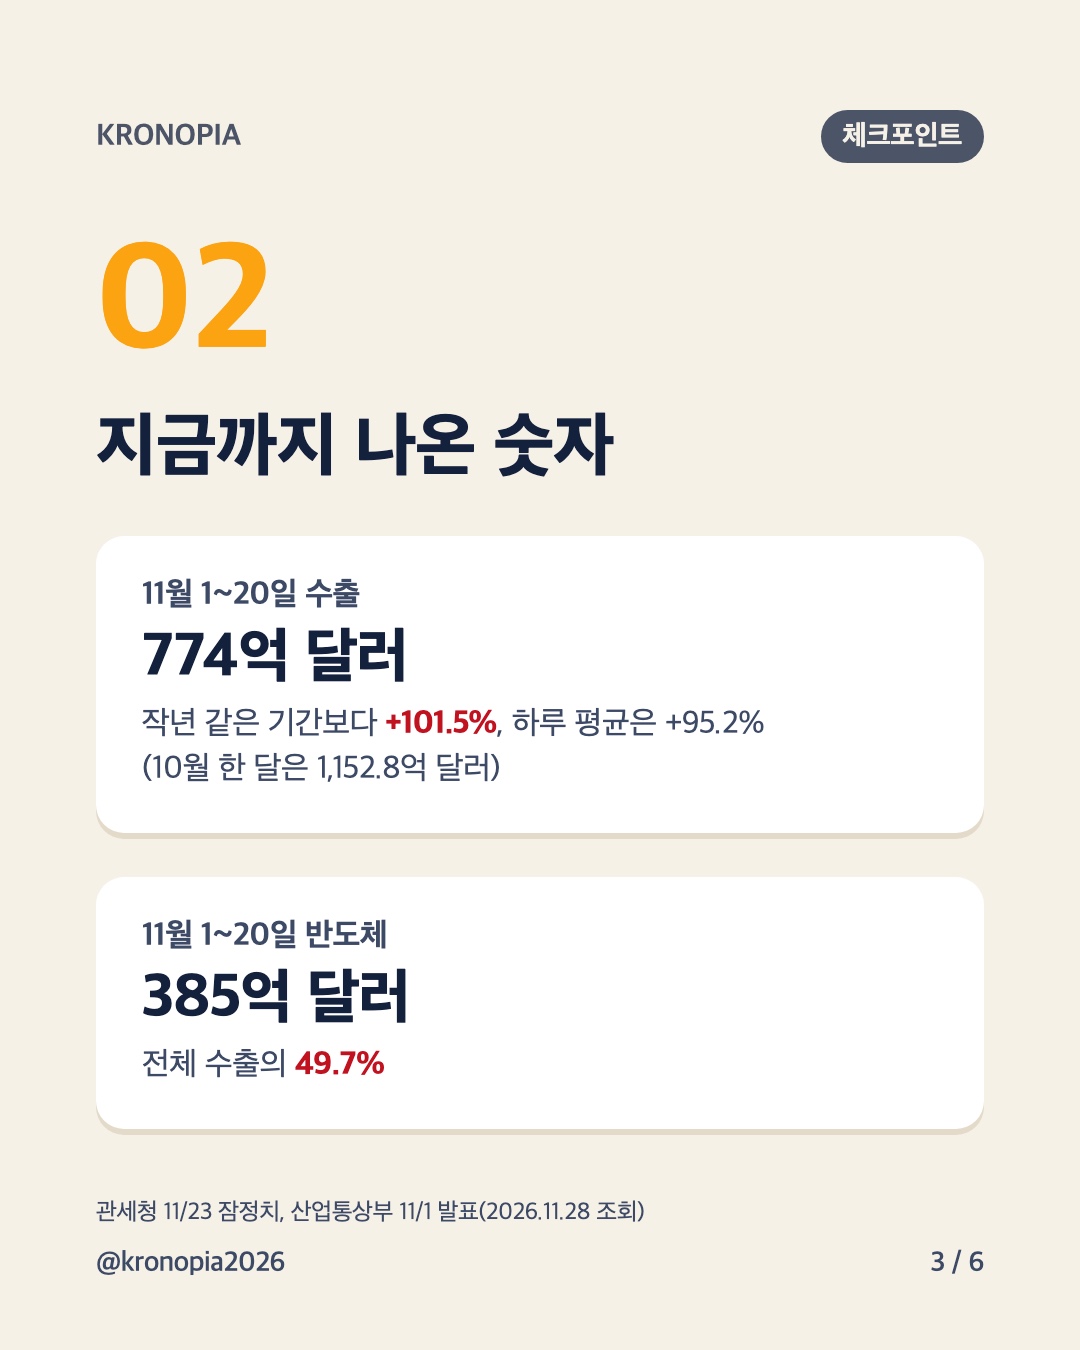 KRONOPIA
체크포인트
02
지금까지 나온 숫자
11월 1~20일 수출
774억 달러
작년 같은 기간보다 +101.5%, 하루 평균은 +95.2%
(10월 한 달은 1,152.8억 달러)
11월 1~20일 반도체
385억 달러
전체 수출의 49.7%
관세청 11/23 잠정치, 산업통상부 11/1 발표(2026.11.28 조회)
@kronopia2026
3 / 6